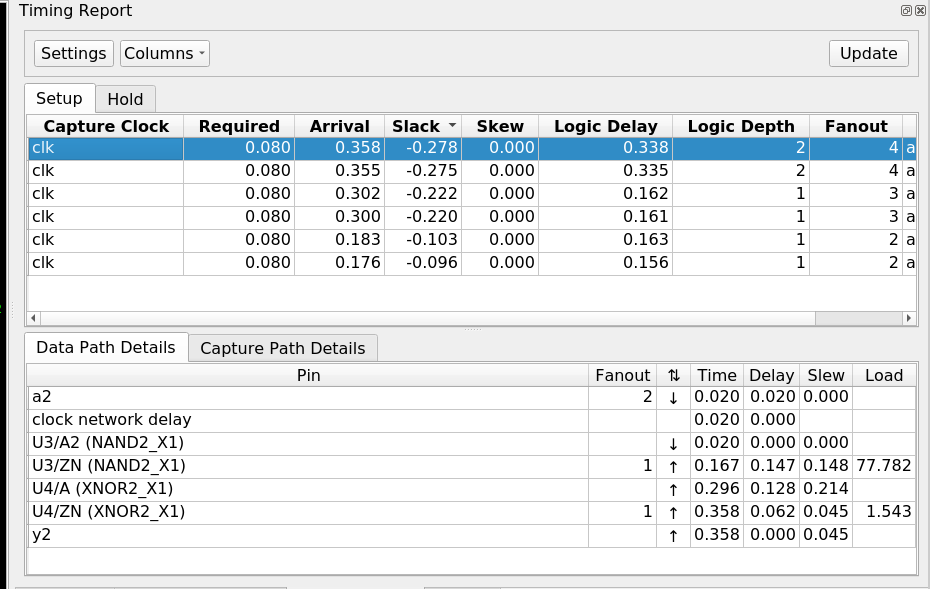 Timing Report
Settings Columns Update
Setup Hold
Capture Clock Required Arrival Slack Skew Logic Delay Logic Depth Fanout
clk 0.080 0.358 -0.278 0.000 0.338 2 4 a
clk 0.080 0.355 -0.275 0.000 0.335 2 4 a
clk 0.080 0.302 -0.222 0.000 0.162 1 3 a
clk 0.080 0.300 -0.220 0.000 0.161 1 3 a
clk 0.080 0.183 -0.103 0.000 0.163 1 2 a
clk 0.080 0.176 -0.096 0.000 0.156 1 2 a
Data Path Details Capture Path Details
Pin Fanout ⇅ Time Delay Slew Load
a2 2 ↓ 0.020 0.020 0.000
clock network delay 0.020 0.000
U3/A2 (NAND2_X1) ↓ 0.020 0.000 0.000
U3/ZN (NAND2_X1) 1 ↑ 0.167 0.147 0.148 77.782
U4/A (XNOR2_X1) ↑ 0.296 0.128 0.214
U4/ZN (XNOR2_X1) 1 ↑ 0.358 0.062 0.045 1.543
y2 ↑ 0.358 0.000 0.045